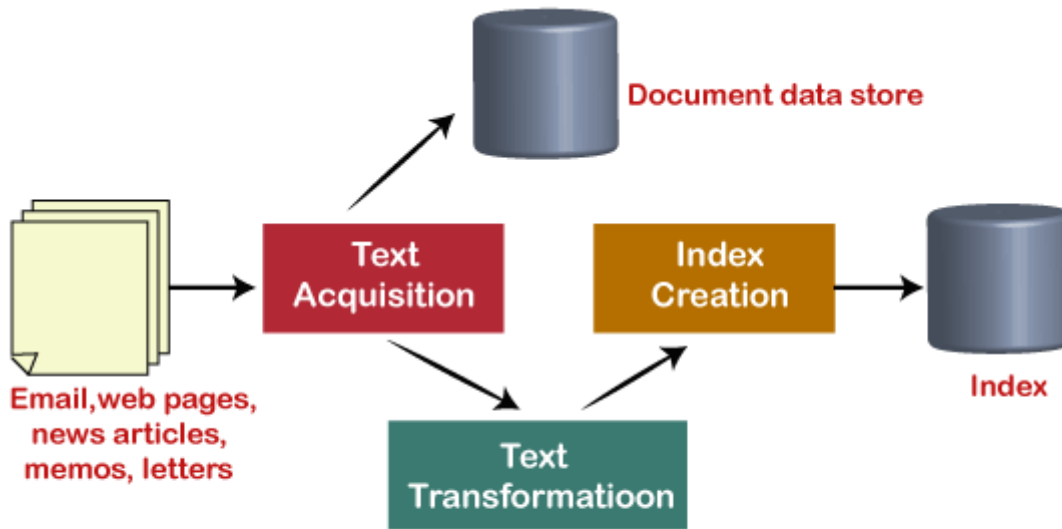 Document data store
Text
Acquisition
Index
Creation
Email,web pages,
news articles,
memos, letters
Index
Text
Transformatioon